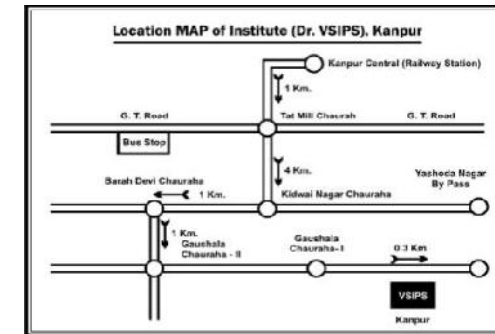 Location MAP of Institute (Dr. VSIPS), Kanpur
Kanpur Central (Railway Station)
1 Km.
G. T. Road
Tat Mill Chaurah
G. T. Road
Bus Stop
4 Km.
Yashoda Nagar
By Pass
Barah Devi Chauraha
1 Km.
Kidwai Nagar Chauraha
1 Km.
Gaushala
Chauraha - II
Gaushala
Chauraha-I
0.3 Km
VSIPS
Kanpur